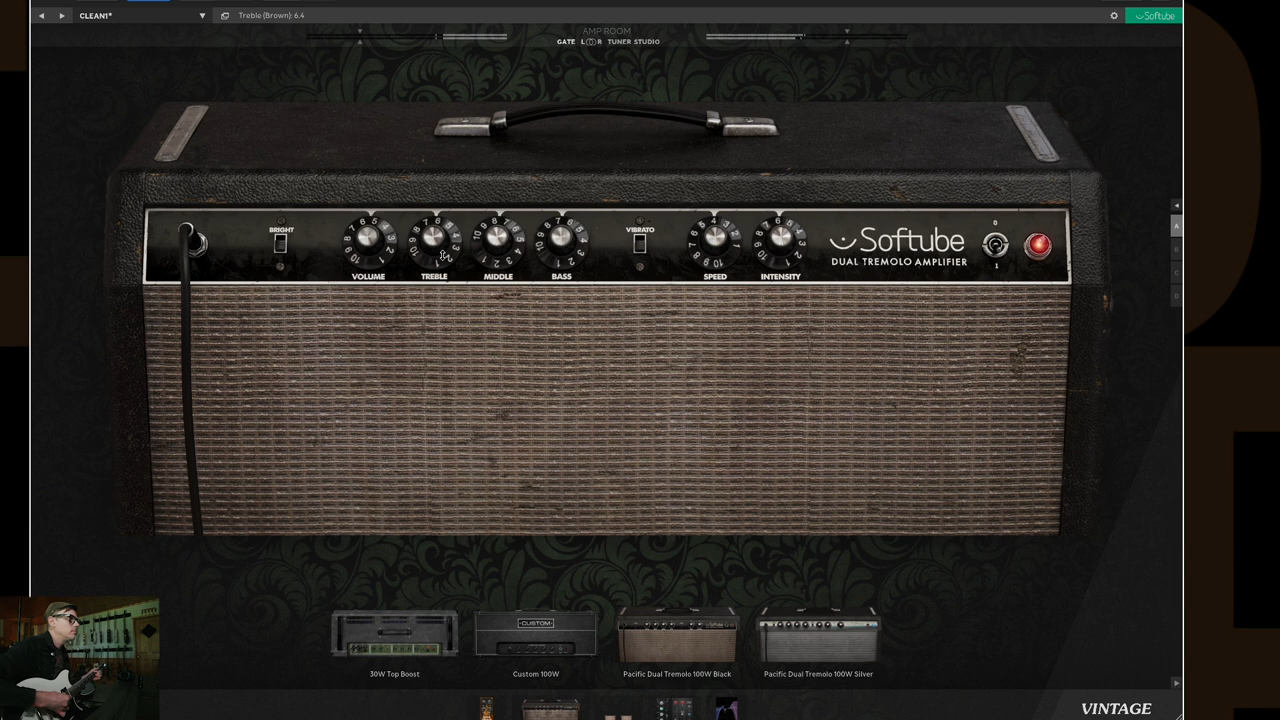 CLEAN1*
Treble (Brown): 6.4
Softube
AMP ROOM
GATE
TUNER STUDIO
BRIGHT
VOLUME
TREBLE
MIDDLE
BASS
VIBRATO
SPEED
INTENSITY
Softube
DUAL TREMOLO AMPLIFIER
0
1
A
CUSTOM
30W Top Boost
Custom 100W
Pacific Dual Tremolo 100W Black
Pacific Dual Tremolo 100W Silver
VINTAGE